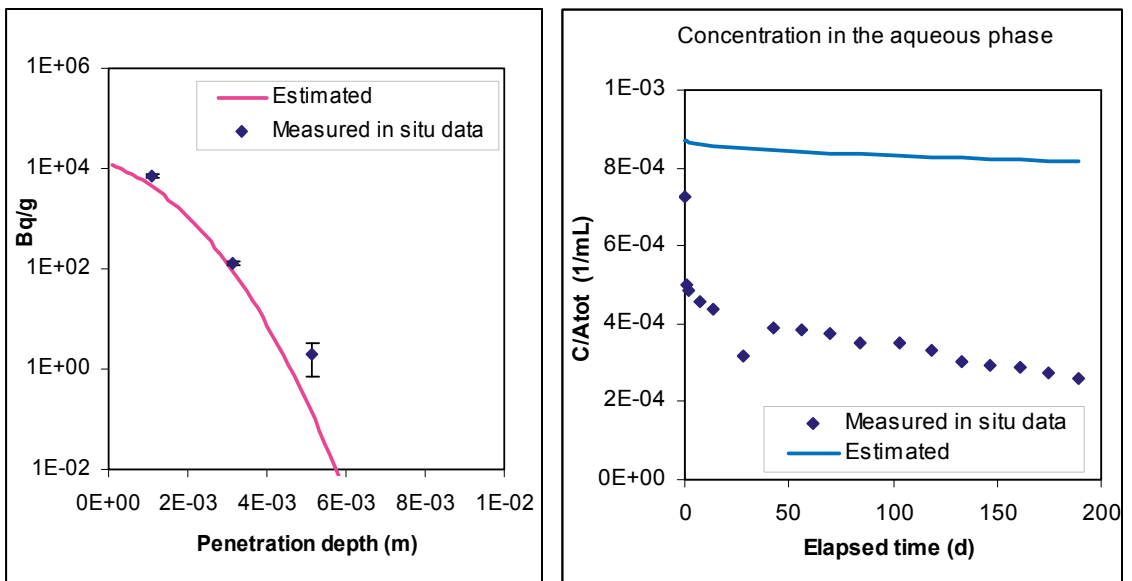 1E+06
1E+04
1E+02
1E+00
1E-02
Bq/g
Estimated
Measured in situ data
0E+00 2E-03 4E-03 6E-03 8E-03 1E-02
Penetration depth (m)
Concentration in the aqueous phase
1E-03
8E-04
6E-04
4E-04
2E-04
0E+00
C/Atot (1/mL)
Measured in situ data
Estimated
0 50 100 150 200
Elapsed time (d)